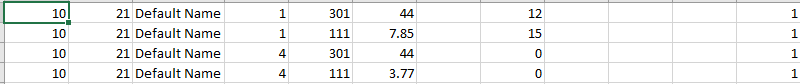 10 21 Default Name 1 301 44 12 1
10 21 Default Name 1 111 7.85 15 1
10 21 Default Name 4 301 44 0 1
10 21 Default Name 4 111 3.77 0 1